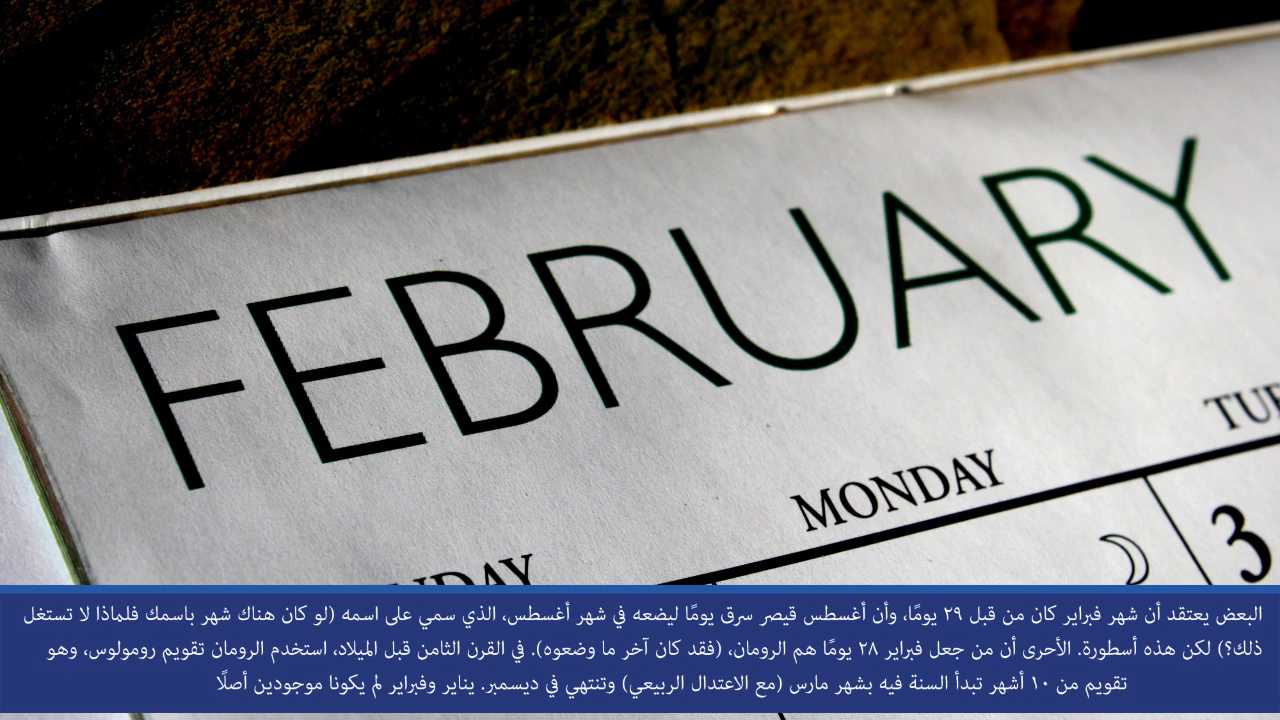 FEBRUARY
MONDAY
3
البعض يعتقد أن شهر فبراير كان من قبل ٢٩ يومًا، وأن أغسطس قيصر سرق يومًا ليضعه في شهر أغسطس، الذي سمي على اسمه (لو كان هناك شهر باسمك فلماذا لا تستغل
ذلك؟) لكن هذه أسطورة. الأحرى أن من جعل فبراير ٢٨ يومًا هم الرومان، (فقد كان آخر ما وضعوه). في القرن الثامن قبل الميلاد، استخدم الرومان تقويم رومولوس، وهو
تقويم من ١٠ أشهر تبدأ السنة فيه بشهر مارس (مع الاعتدال الربيعي) وتنتهي في ديسمبر. يناير وفبراير لم يكونا موجودين أصلًا